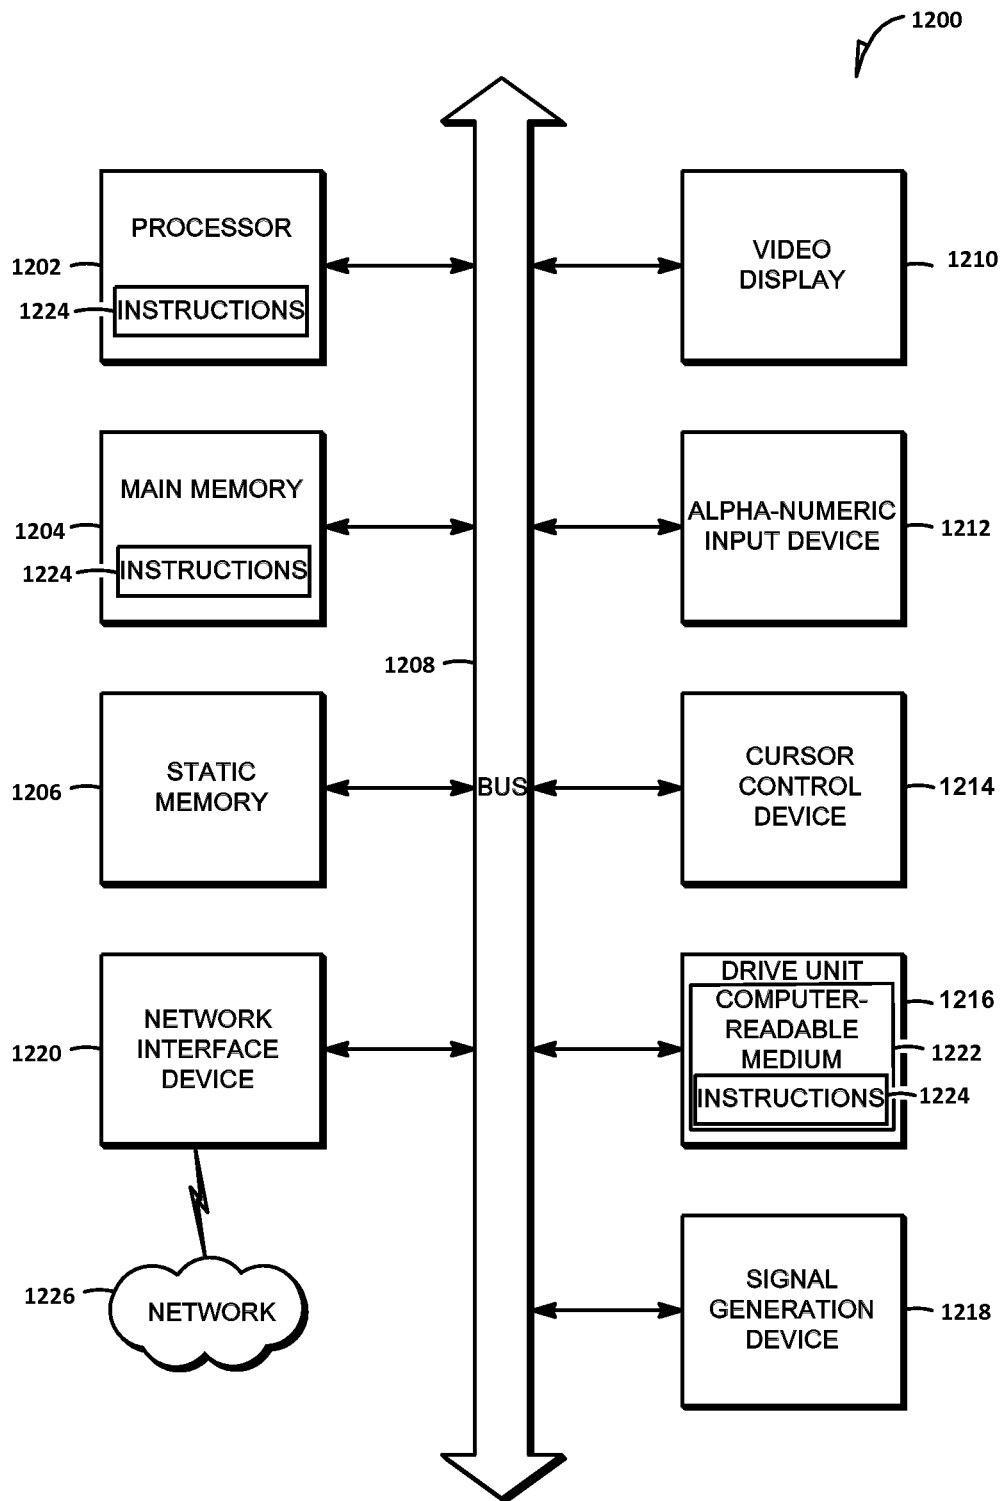 1200
PROCESSOR
1202
1224
INSTRUCTIONS
VIDEO
DISPLAY
1210
MAIN MEMORY
1204
1224
INSTRUCTIONS
ALPHA-NUMERIC
INPUT DEVICE
1212
1208
STATIC
MEMORY
1206
BUS
CURSOR
CONTROL
DEVICE
1214
NETWORK
INTERFACE
DEVICE
1220
DRIVE UNIT
1216
COMPUTER-
READABLE
MEDIUM
1222
INSTRUCTIONS
1224
1226
NETWORK
SIGNAL
GENERATION
DEVICE
1218